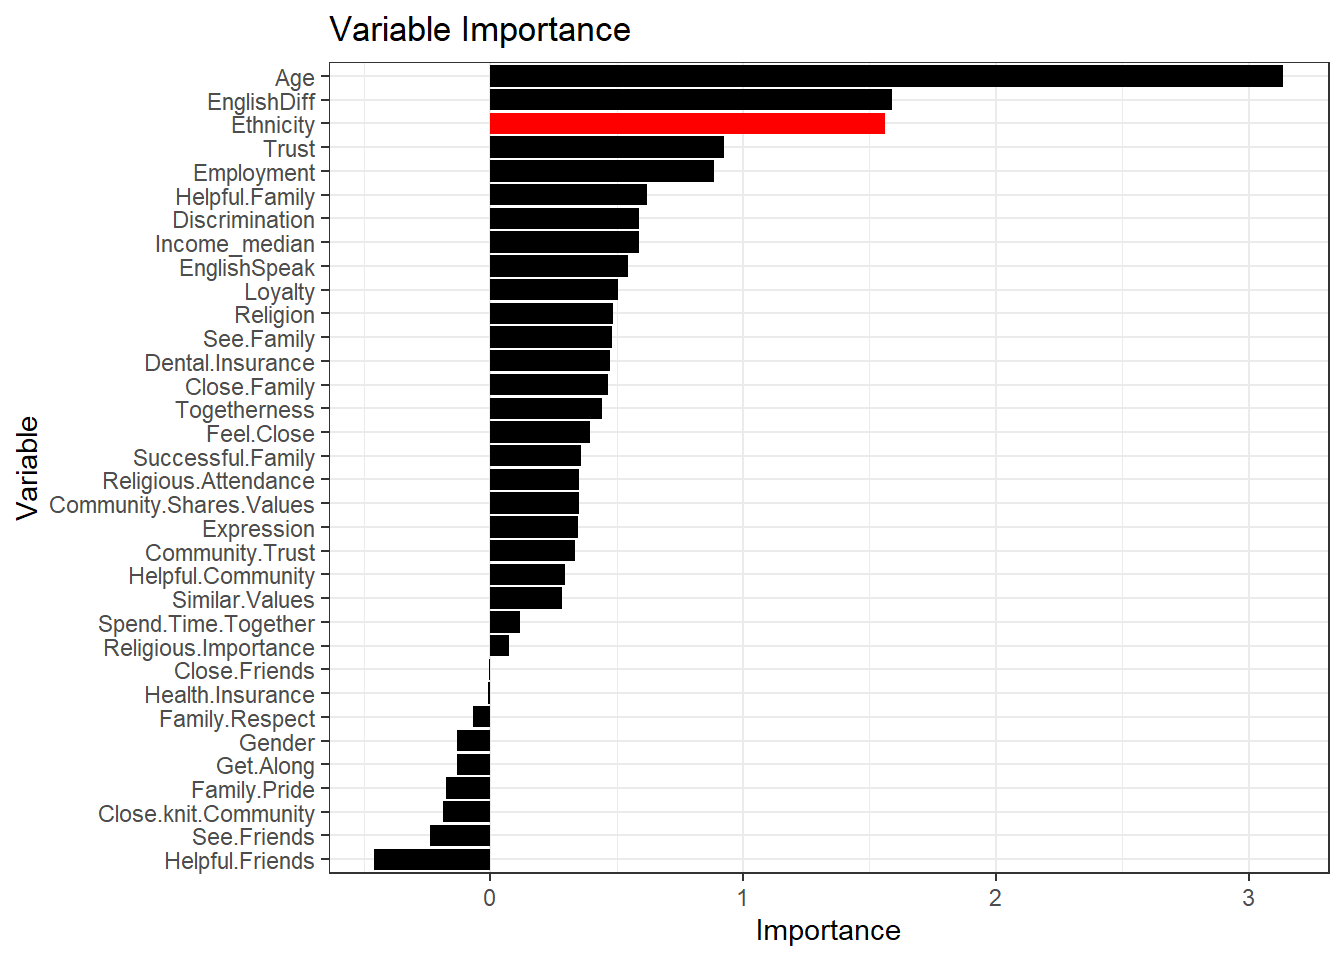 Variable Importance
Age
EnglishDiff
Ethnicity
Trust
Employment
Helpful.Family
Discrimination
Income_median
EnglishSpeak
Loyalty
Religion
See.Family
Dental.Insurance
Close.Family
Togetherness
Feel.Close
Successful.Family
Religious.Attendance
Community.Shares.Values
Expression
Community.Trust
Helpful.Community
Similar.Values
Spend.Time.Together
Religious.Importance
Close.Friends
Health.Insurance
Family.Respect
Gender
Get.Along
Family.Pride
Close.knit.Community
See.Friends
Helpful.Friends
Variable
0 1 2 3
Importance